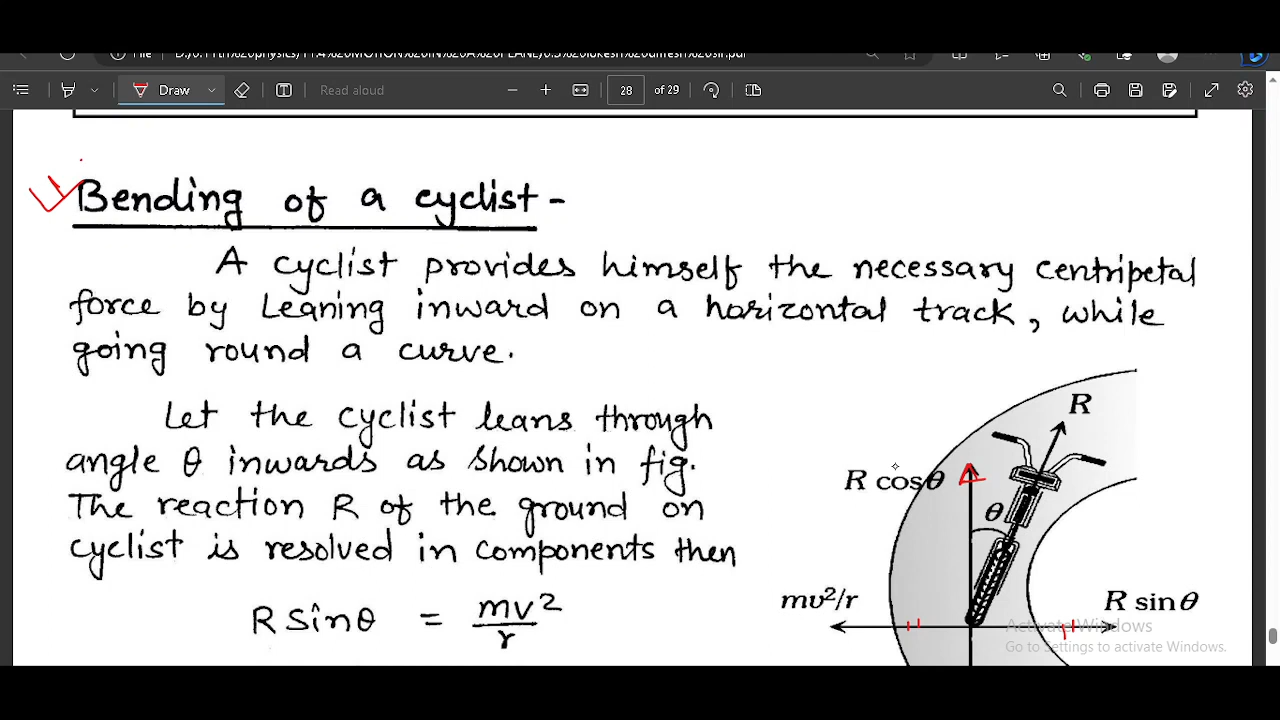 Draw
Read aloud
28 of 29
Bending of a cyclist -
A cyclist provides himself the necessary centripetal
force by Leaning inward on a horizontal track, while
going round a curve.
Let the cyclist leans through
angle θ inwards as shown in fig.
The reaction R of the ground on
cyclist is resolved in components then
R Sinθ = mv²/r
R
R cosθ
θ
mv²/r
R sinθ
Activate Windows
Go to Settings to activate Windows.